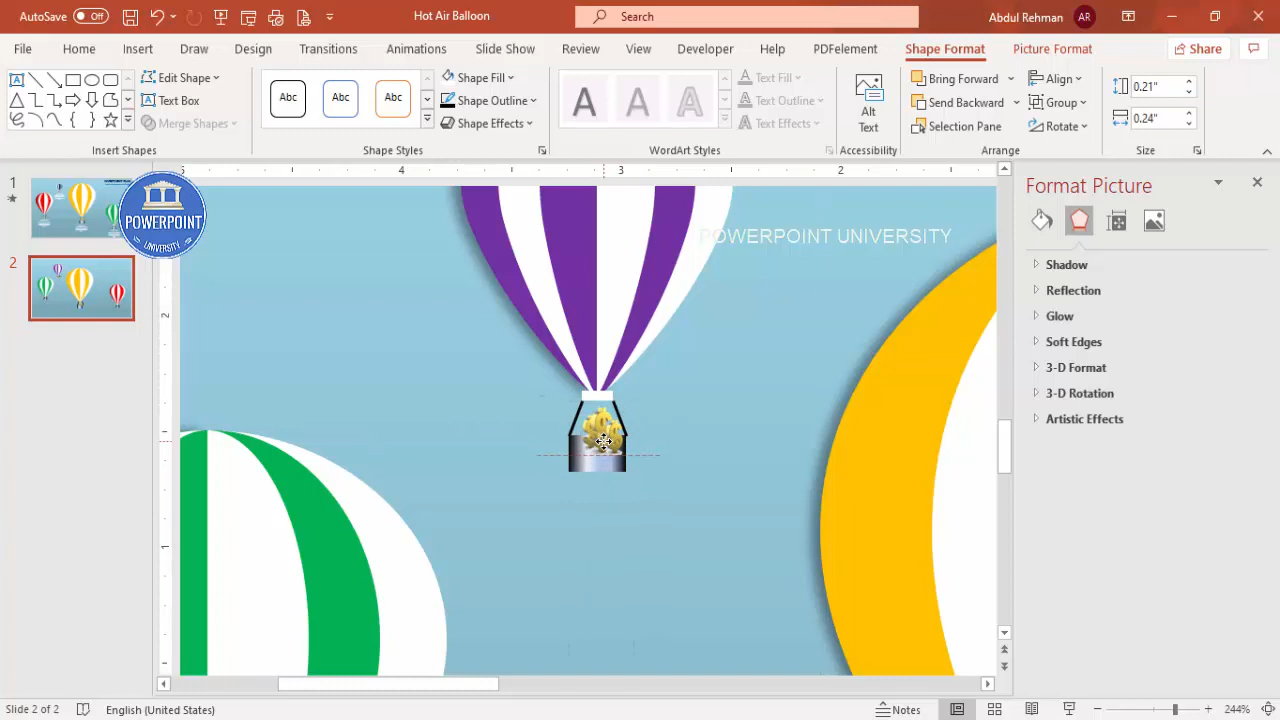 AutoSave Off Hot Air Balloon Search Abdul Rehman AR
File Home Insert Draw Design Transitions Animations Slide Show Review View Developer Help PDFelement Shape Format Picture Format Share
Edit Shape Text Box Merge Shapes
Insert Shapes
Abc Abc Abc
Shape Fill Shape Outline Shape Effects
Shape Styles
A A A
Text Fill Text Outline Text Effects
WordArt Styles
Alt Text
Accessibility
Bring Forward Send Backward Selection Pane
Align Group Rotate
Arrange
0.21"
0.24"
Size
4 3 2
2
1
1
2
POWERPOINT
UNIVERSITY
POWERPOINT UNIVERSITY
Format Picture
Shadow
Reflection
Glow
Soft Edges
3-D Format
3-D Rotation
Artistic Effects
Slide 2 of 2 English (United States) Notes 244%